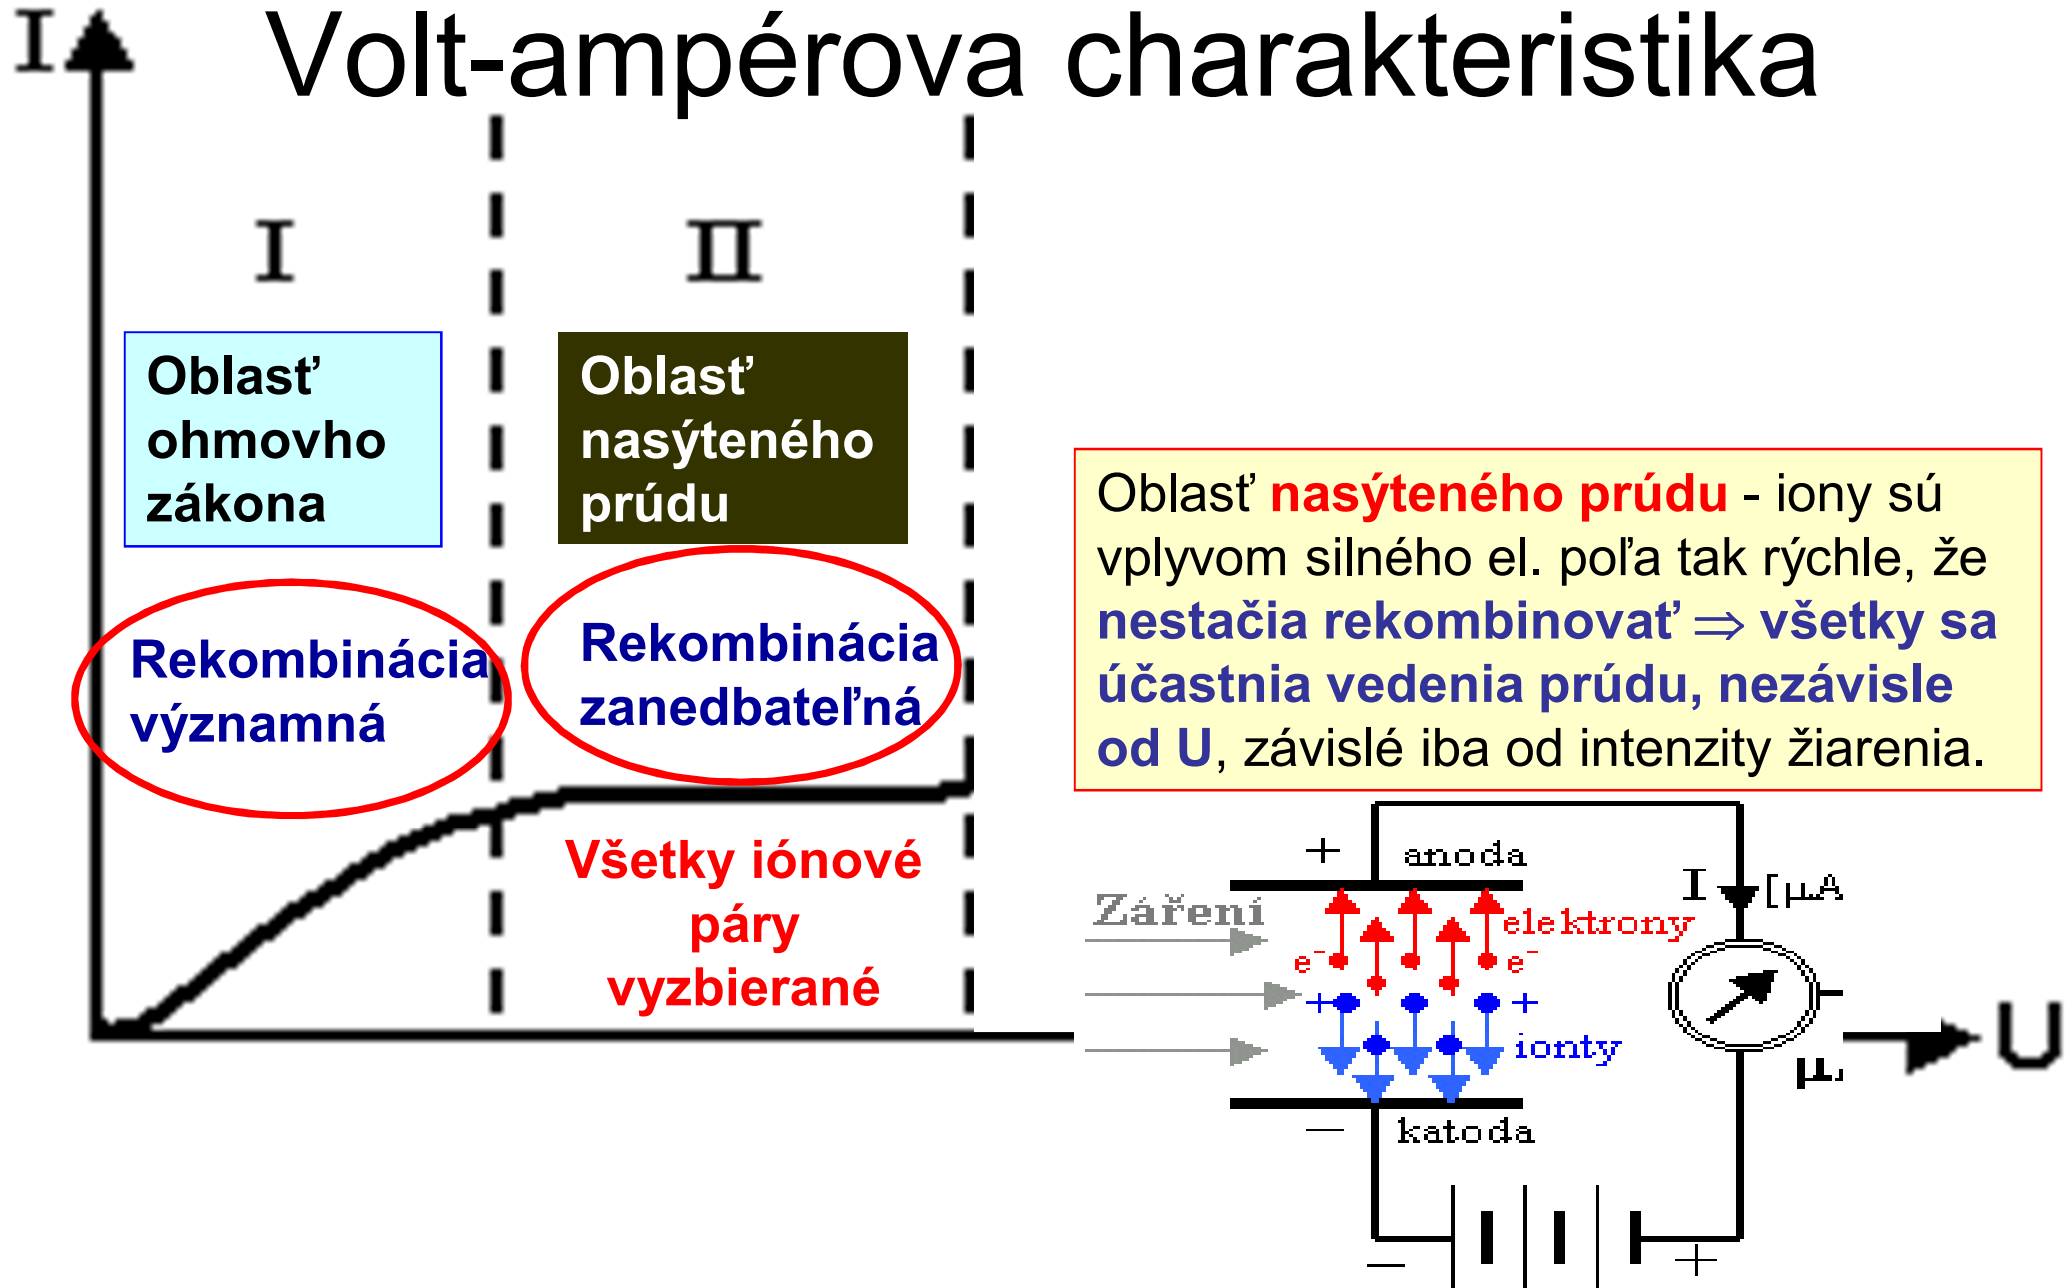 Volt-ampérova charakteristika
I
I
II
Oblasť
ohmovho
zákona
Oblasť
nasýteného
prúdu
Rekombinácia
významná
Rekombinácia
zanedbateľná
Všetky iónové
páry
vyzbierané
Oblasť nasýteného prúdu - iony sú
vplyvom silného el. poľa tak rýchle, že
nestačia rekombinovať ⇒ všetky sa
účastnia vedenia prúdu, nezávisle
od U, závislé iba od intenzity žiarenia.
+ anoda
Záření
I [μA
elektrony
e- e-
+ +
ionty
μ
− katoda
− +
U